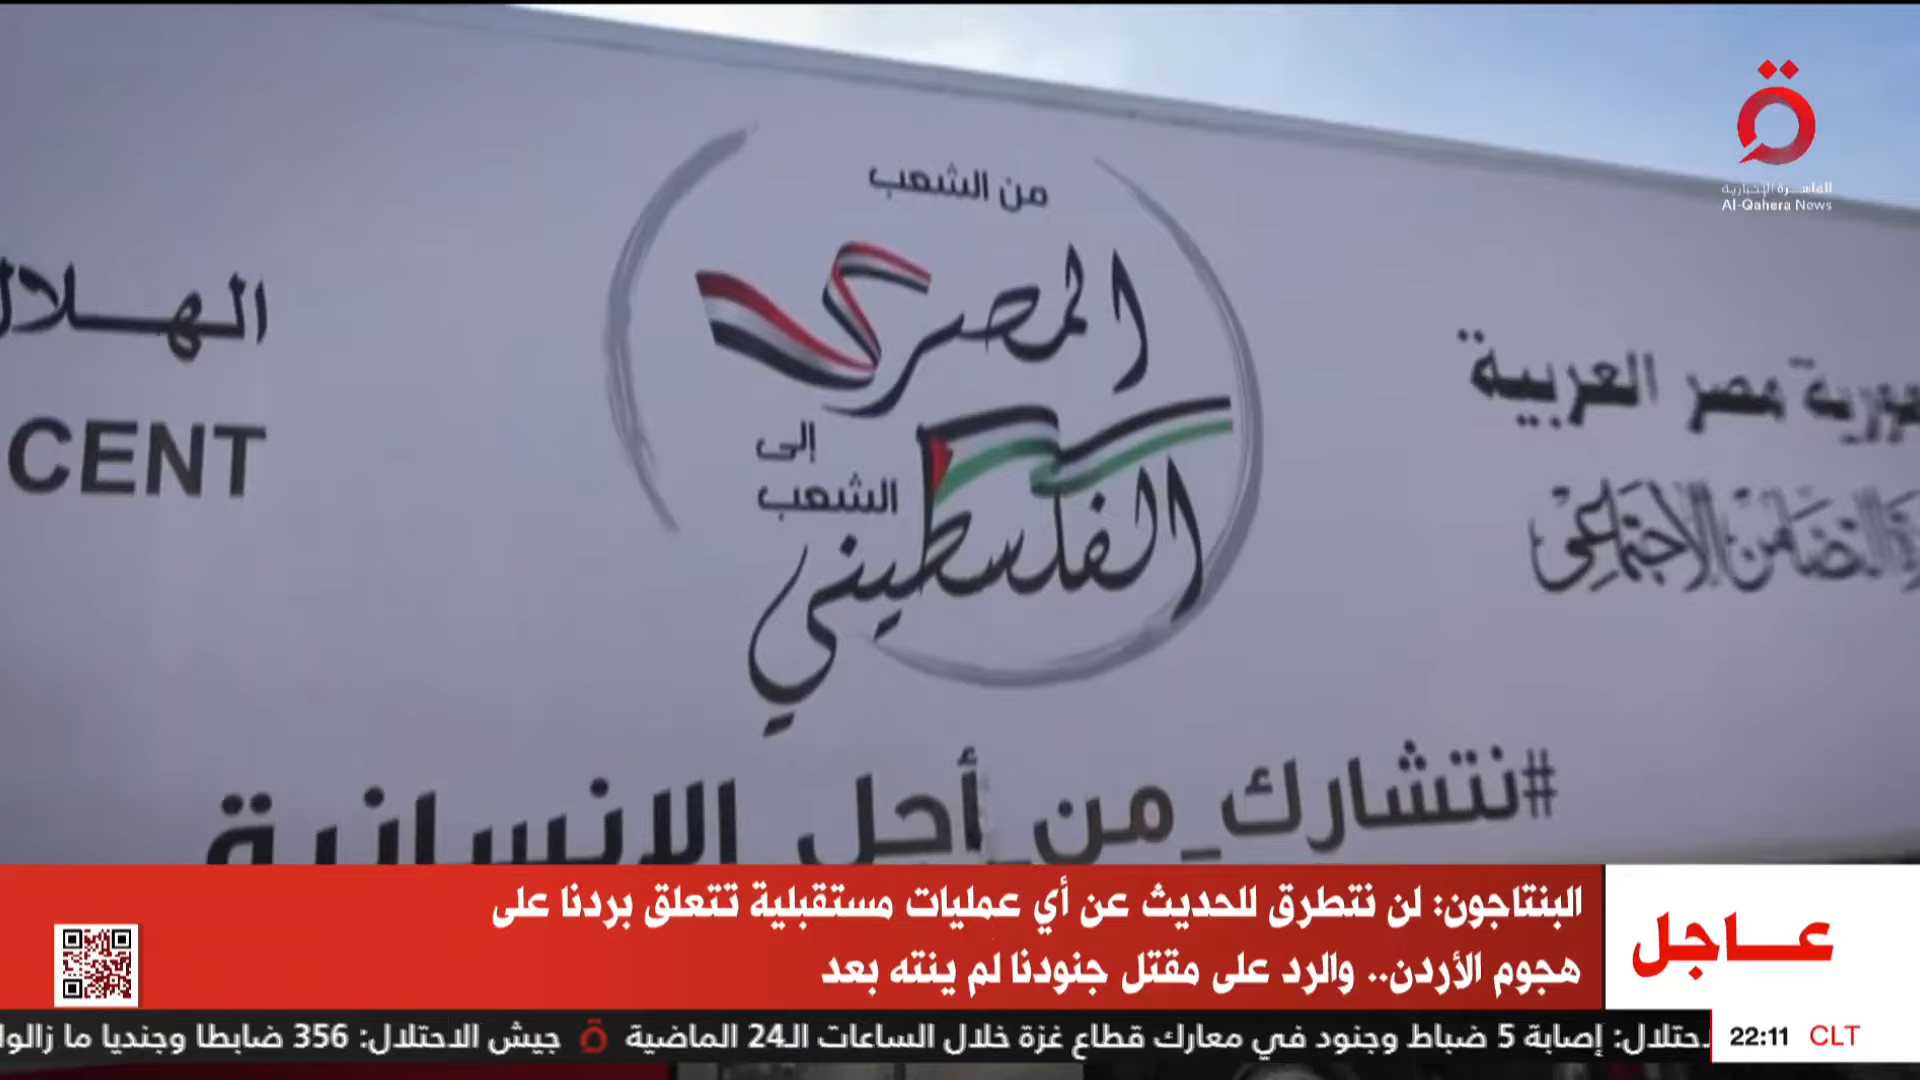 القاهرة الإخبارية
Al-Qahera News
من الشعب
المصري
إلى
الشعب
الفلسطيني
الهلال
CENT
مصر العربية
التضامن الاجتماعي
#نتشارك_من_أجل_الإنسانية
عاجل
البنتاجون: لن نتطرق للحديث عن أي عمليات مستقبلية تتعلق بردنا على
هجوم الأردن.. والرد على مقتل جنودنا لم ينته بعد
إصابة 5 ضباط وجنود في معارك قطاع غزة خلال الساعات الـ24 الماضية جيش الاحتلال: 356 ضابطا وجنديا ما زالوا
22:11 CLT